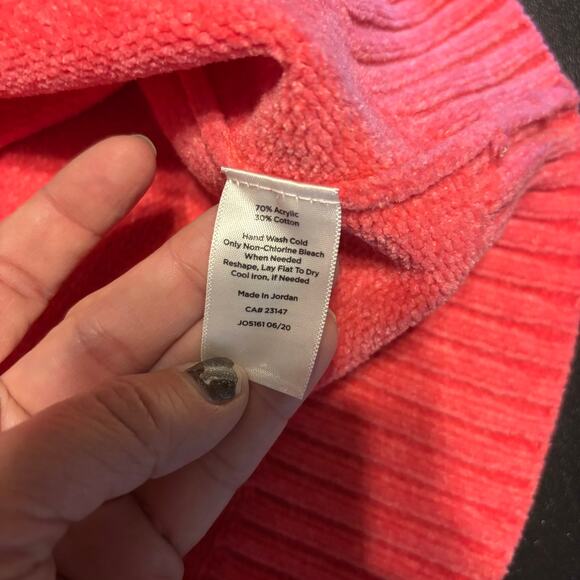 70% Acrylic
30% Cotton
Hand Wash Cold
Only Non-Chlorine Bleach
When Needed
Reshape, Lay Flat To Dry
Cool Iron, If Needed
Made In Jordan
CA# 23147
JO5161 06/20